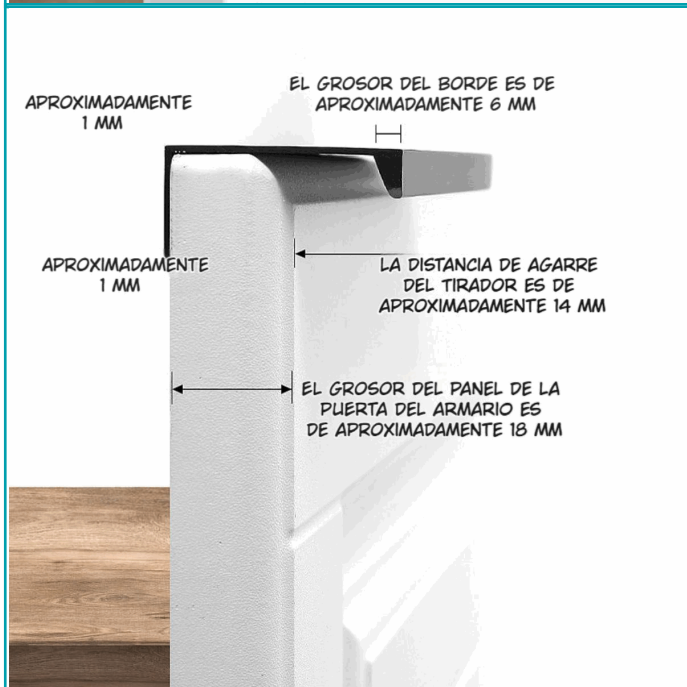 EL GROSOR DEL BORDE ES DE
APROXIMADAMENTE 6 MM
APROXIMADAMENTE
1 MM
APROXIMADAMENTE
1 MM
LA DISTANCIA DE AGARRE
DEL TIRADOR ES DE
APROXIMADAMENTE 14 MM
EL GROSOR DEL PANEL DE LA
PUERTA DEL ARMARIO ES
DE APROXIMADAMENTE 18 MM